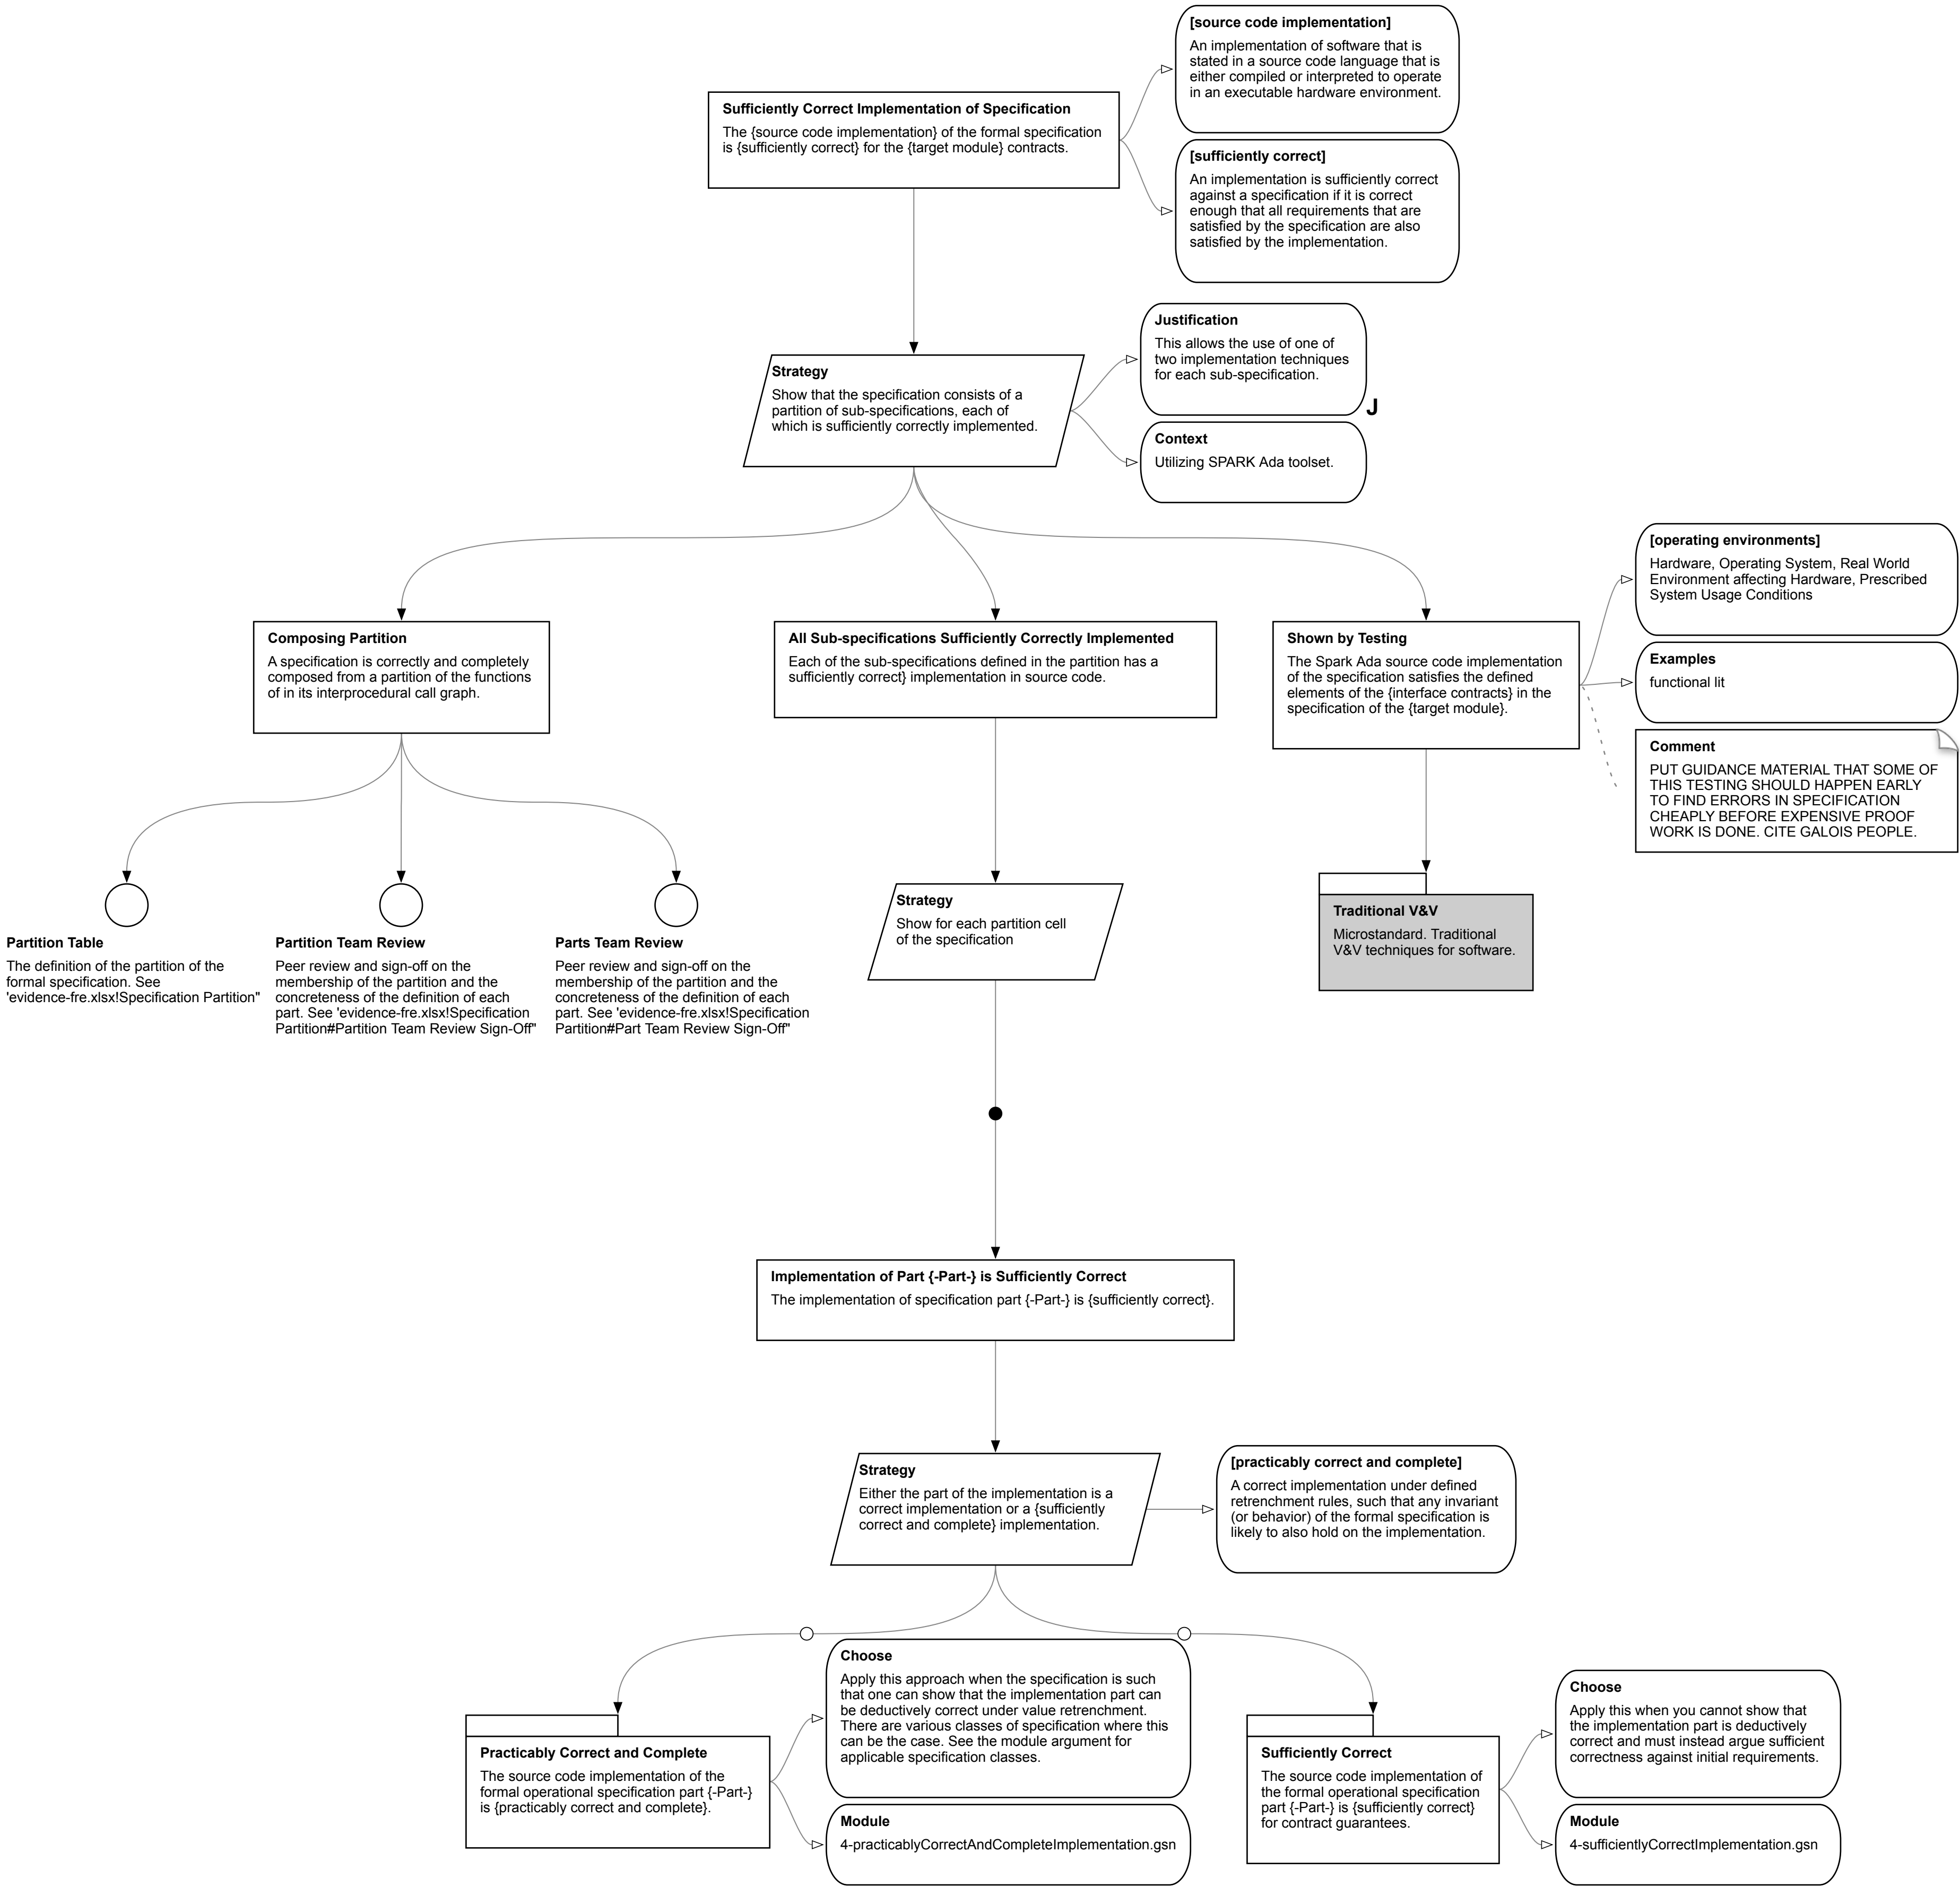 [source code implementation]
An implementation of software that is
stated in a source code language that is
either compiled or interpreted to operate
in an executable hardware environment.
Sufficiently Correct Implementation of Specification
The {source code implementation} of the formal specification
is {sufficiently correct} for the {target module} contracts.
[sufficiently correct]
An implementation is sufficiently correct
against a specification if it is correct
enough that all requirements that are
satisfied by the specification are also
satisfied by the implementation.
Justification
This allows the use of one of
two implementation techniques
for each sub-specification.
J
Strategy
Show that the specification consists of a
partition of sub-specifications, each of
which is sufficiently correctly implemented.
Context
Utilizing SPARK Ada toolset.
[operating environments]
Hardware, Operating System, Real World
Environment affecting Hardware, Prescribed
System Usage Conditions
Composing Partition
A specification is correctly and completely
composed from a partition of the functions
of in its interprocedural call graph.
All Sub-specifications Sufficiently Correctly Implemented
Each of the sub-specifications defined in the partition has a
sufficiently correct} implementation in source code.
Shown by Testing
The Spark Ada source code implementation
of the specification satisfies the defined
elements of the {interface contracts} in the
specification of the {target module}.
Examples
functional lit
Comment
PUT GUIDANCE MATERIAL THAT SOME OF
THIS TESTING SHOULD HAPPEN EARLY
TO FIND ERRORS IN SPECIFICATION
CHEAPLY BEFORE EXPENSIVE PROOF
WORK IS DONE. CITE GALOIS PEOPLE.
Partition Table
The definition of the partition of the
formal specification. See
'evidence-fre.xlsx!Specification Partition"
Partition Team Review
Peer review and sign-off on the
membership of the partition and the
concreteness of the definition of each
part. See 'evidence-fre.xlsx!Specification
Partition#Partition Team Review Sign-Off"
Parts Team Review
Peer review and sign-off on the
membership of the partition and the
concreteness of the definition of each
part. See 'evidence-fre.xlsx!Specification
Partition#Part Team Review Sign-Off"
Strategy
Show for each partition cell
of the specification
Traditional V&V
Microstandard. Traditional
V&V techniques for software.
Implementation of Part {-Part-} is Sufficiently Correct
The implementation of specification part {-Part-} is {sufficiently correct}.
Strategy
Either the part of the implementation is a
correct implementation or a {sufficiently
correct and complete} implementation.
[practicably correct and complete]
A correct implementation under defined
retrenchment rules, such that any invariant
(or behavior) of the formal specification is
likely to also hold on the implementation.
Practicably Correct and Complete
The source code implementation of the
formal operational specification part {-Part-}
is {practicably correct and complete}.
Choose
Apply this approach when the specification is such
that one can show that the implementation part can
be deductively correct under value retrenchment.
There are various classes of specification where this
can be the case. See the module argument for
applicable specification classes.
Module
4-practicablyCorrectAndCompleteImplementation.gsn
Sufficiently Correct
The source code implementation of
the formal operational specification
part {-Part-} is {sufficiently correct}
for contract guarantees.
Choose
Apply this when you cannot show that
the implementation part is deductively
correct and must instead argue sufficient
correctness against initial requirements.
Module
4-sufficientlyCorrectImplementation.gsn